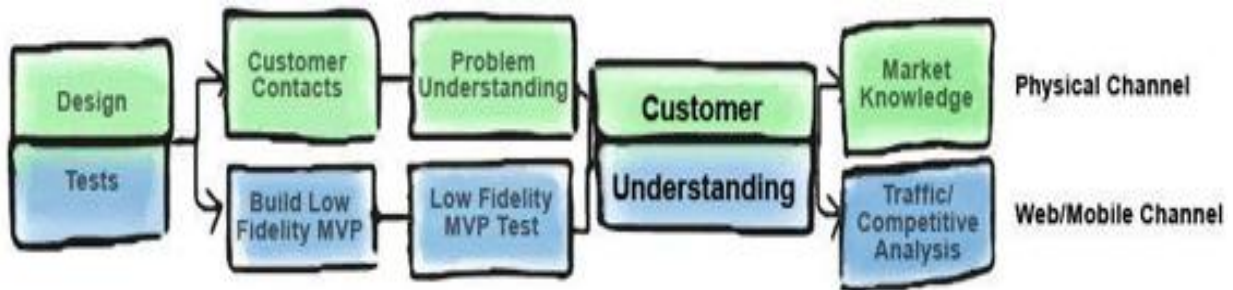 Design
Tests
Customer
Contacts
Build Low
Fidelity MVP
Problem
Understanding
Low Fidelity
MVP Test
Customer
Understanding
Market
Knowledge
Traffic/
Competitive
Analysis
Physical Channel
Web/Mobile Channel